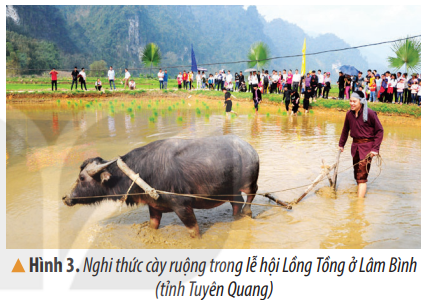 ▲ Hình 3. Nghi thức cày ruộng trong lễ hội Lồng Tồng ở Lâm Bình
(tỉnh Tuyên Quang)